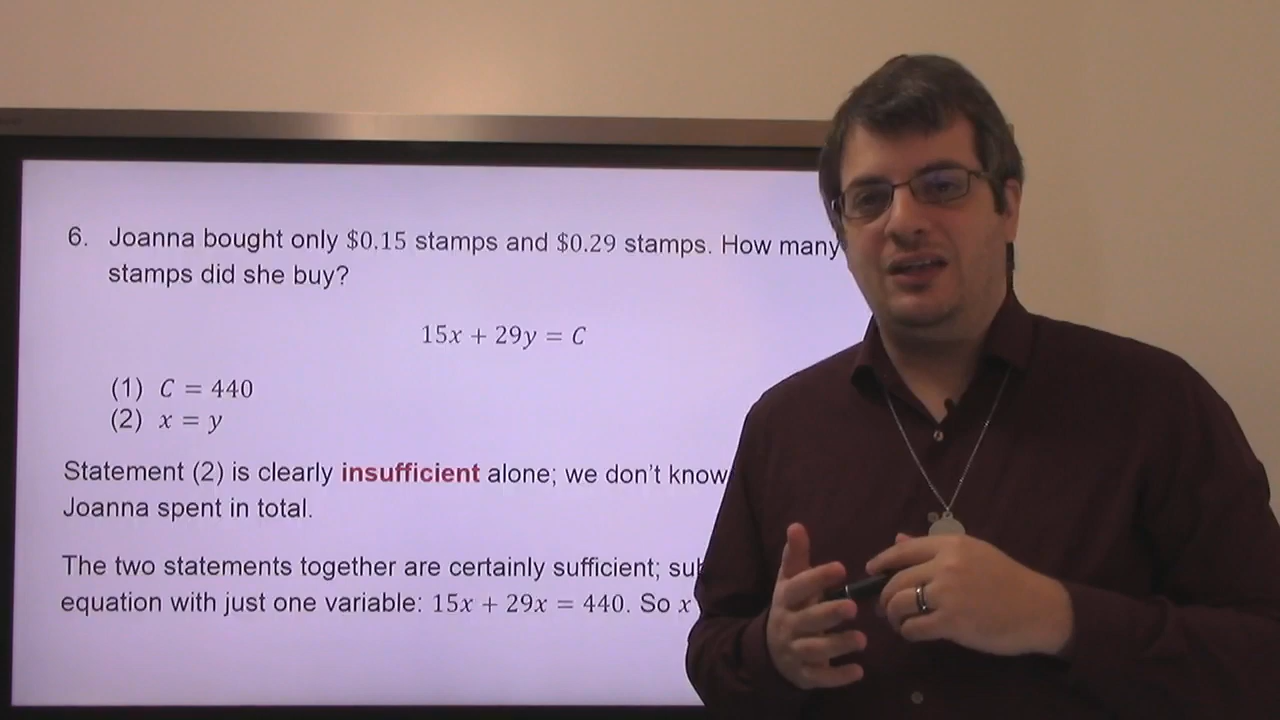 6. Joanna bought only $0.15 stamps and $0.29 stamps. How many
stamps did she buy?
15x + 29y = C
(1) C = 440
(2) x = y
Statement (2) is clearly insufficient alone; we don't know
Joanna spent in total.
The two statements together are certainly sufficient;
equation with just one variable: 15x + 29x = 440. So x